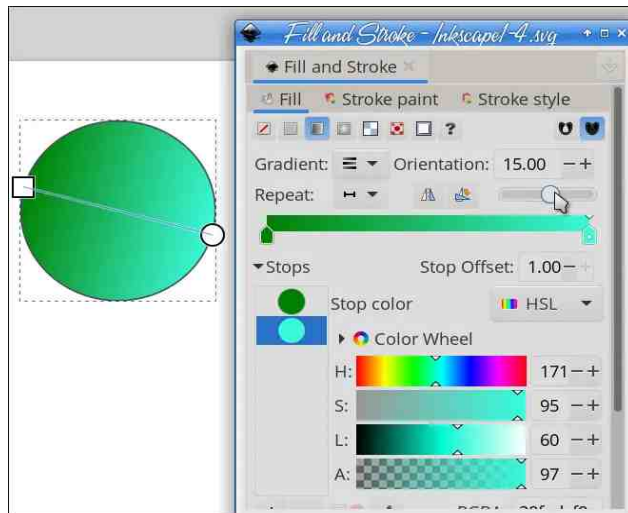 Fill and Stroke - Inkscape1-4.svg
Fill and Stroke
Fill Stroke paint Stroke style
?
Gradient: Orientation: 15.00 −+
Repeat:
Stops Stop Offset: 1.00− +
Stop color HSL
Color Wheel
H: 171 −+
S: 95 −+
L: 60 −+
A: 97 −+